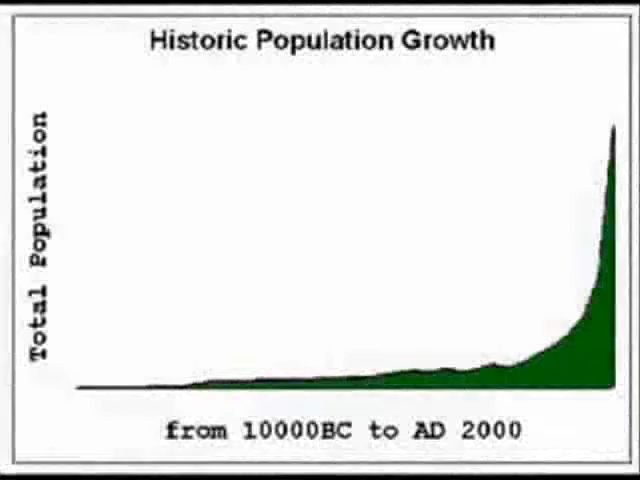 Historic Population Growth
Total Population
from 10000BC to AD 2000